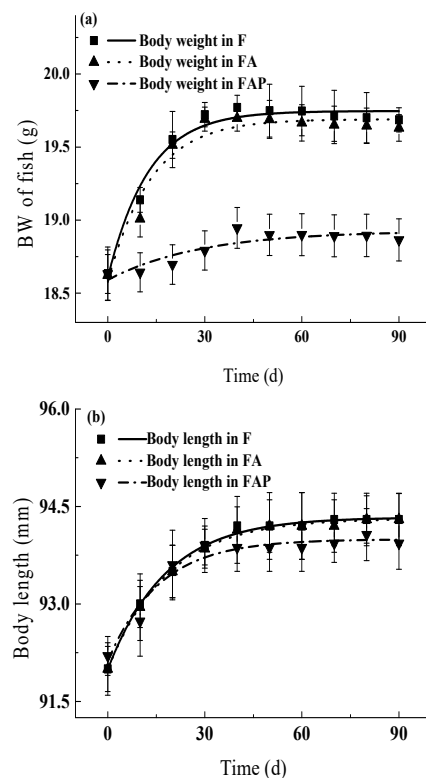 (a)
Body weight in F
Body weight in FA
Body weight in FAP
20.0
19.5
19.0
18.5
BW of fish (g)
0 30 60 90
Time (d)
(b)
Body length in F
Body length in FA
Body length in FAP
96.0
94.5
93.0
91.5
Body length (mm)
0 30 60 90
Time (d)